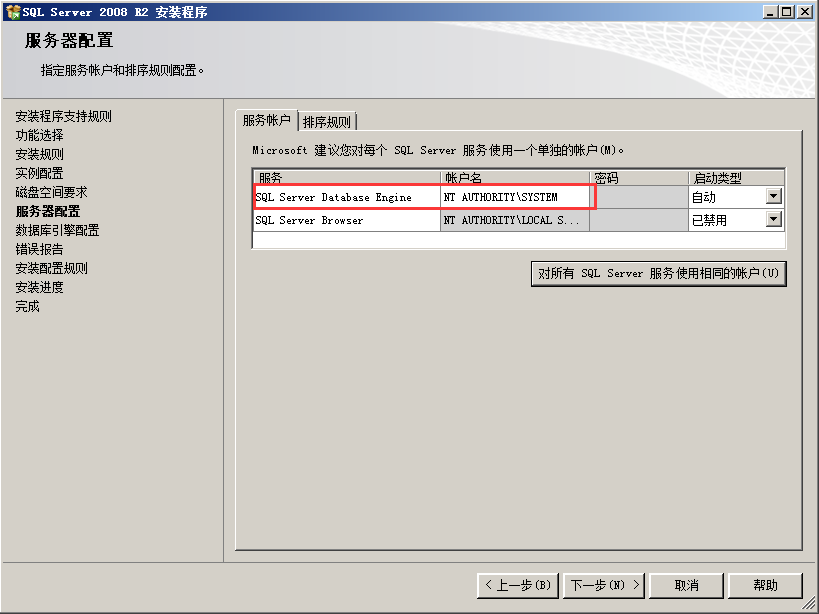 SQL Server 2008 R2 安装程序
服务器配置
指定服务帐户和排序规则配置。
安装程序支持规则
功能选择
安装规则
实例配置
磁盘空间要求
服务器配置
数据库引擎配置
错误报告
安装配置规则
安装进度
完成
服务帐户 排序规则
Microsoft 建议您对每个 SQL Server 服务使用一个单独的帐户(M)。
服务 帐户名 密码 启动类型
SQL Server Database Engine NT AUTHORITY\SYSTEM 自动
SQL Server Browser NT AUTHORITY\LOCAL S... 已禁用
对所有 SQL Server 服务使用相同的帐户(U)
< 上一步(B) 下一步(N) > 取消 帮助